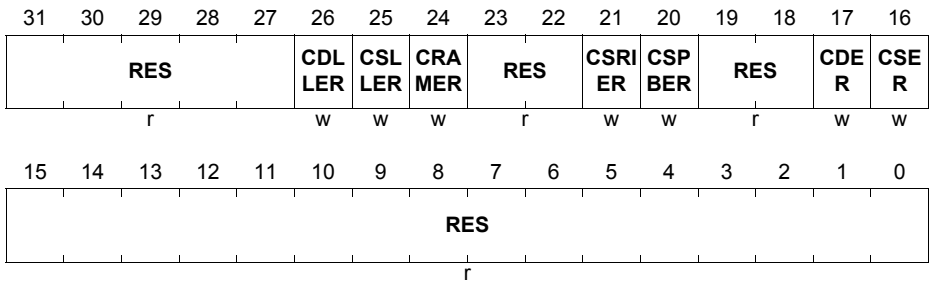 31 30 29 28 27 26 25 24 23 22 21 20 19 18 17 16
RES CDL LER CSL LER CRA MER RES CSRI ER CSP BER RES CDE R CSE R
r w w w r w w r w w
15 14 13 12 11 10 9 8 7 6 5 4 3 2 1 0
RES
r